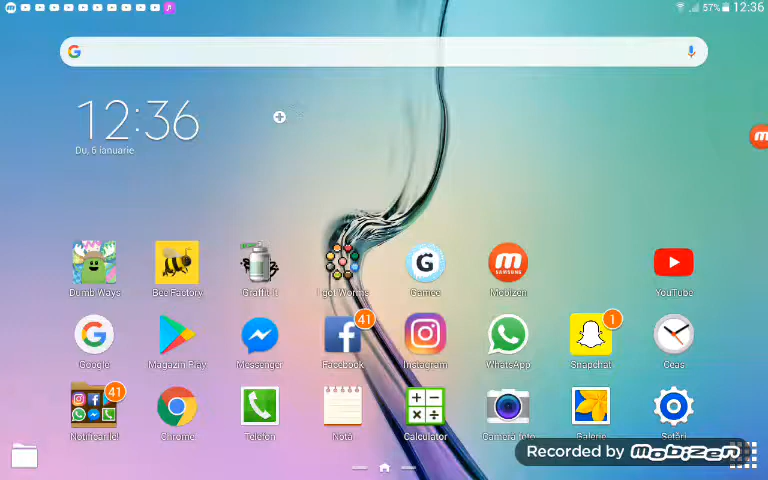 57% 12:36
12:36
Du, 6 ianuarie
Dumb Ways Bee Factory Graffiti I got Worms Gamee Mobizen YouTube
Google Magazin Play Messenger Facebook Instagram WhatsApp Snapchat Ceas
41 1
Notificările! Chrome Telefon Notă Calculator Cameră foto Galerie Setări
41
Recorded by Mobizen